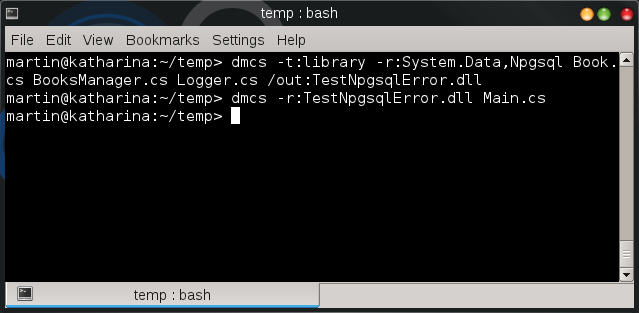 temp : bash
File Edit View Bookmarks Settings Help
martin@katharina:~/temp> dmcs -t:library -r:System.Data,Npgsql Book.
cs BooksManager.cs Logger.cs /out:TestNpgsqlError.dll
martin@katharina:~/temp> dmcs -r:TestNpgsqlError.dll Main.cs
martin@katharina:~/temp>
temp : bash